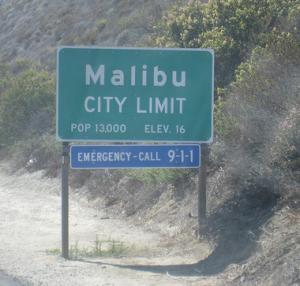 Malibu
CITY LIMIT
POP 13,000 ELEV. 16
EMERGENCY-CALL 9-1-1